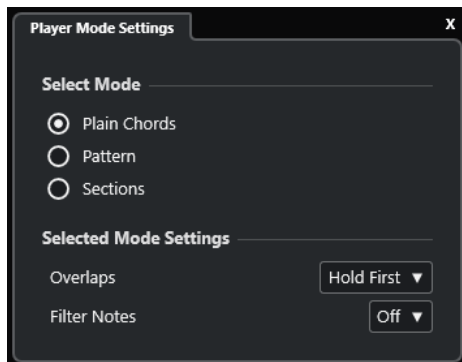 Player Mode Settings X
Select Mode
Plain Chords
Pattern
Sections
Selected Mode Settings
Overlaps Hold First
Filter Notes Off